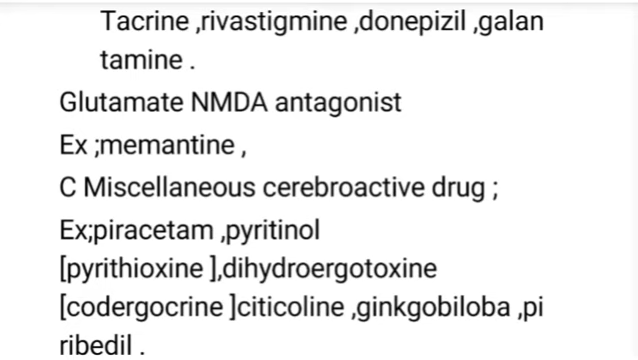 Tacrine ,rivastigmine ,donepizil ,galan
tamine .
Glutamate NMDA antagonist
Ex ;memantine ,
C Miscellaneous cerebroactive drug ;
Ex;piracetam ,pyritinol
[pyrithioxine ],dihydroergotoxine
[codergocrine ]citicoline ,ginkgobiloba ,pi
ribedil .